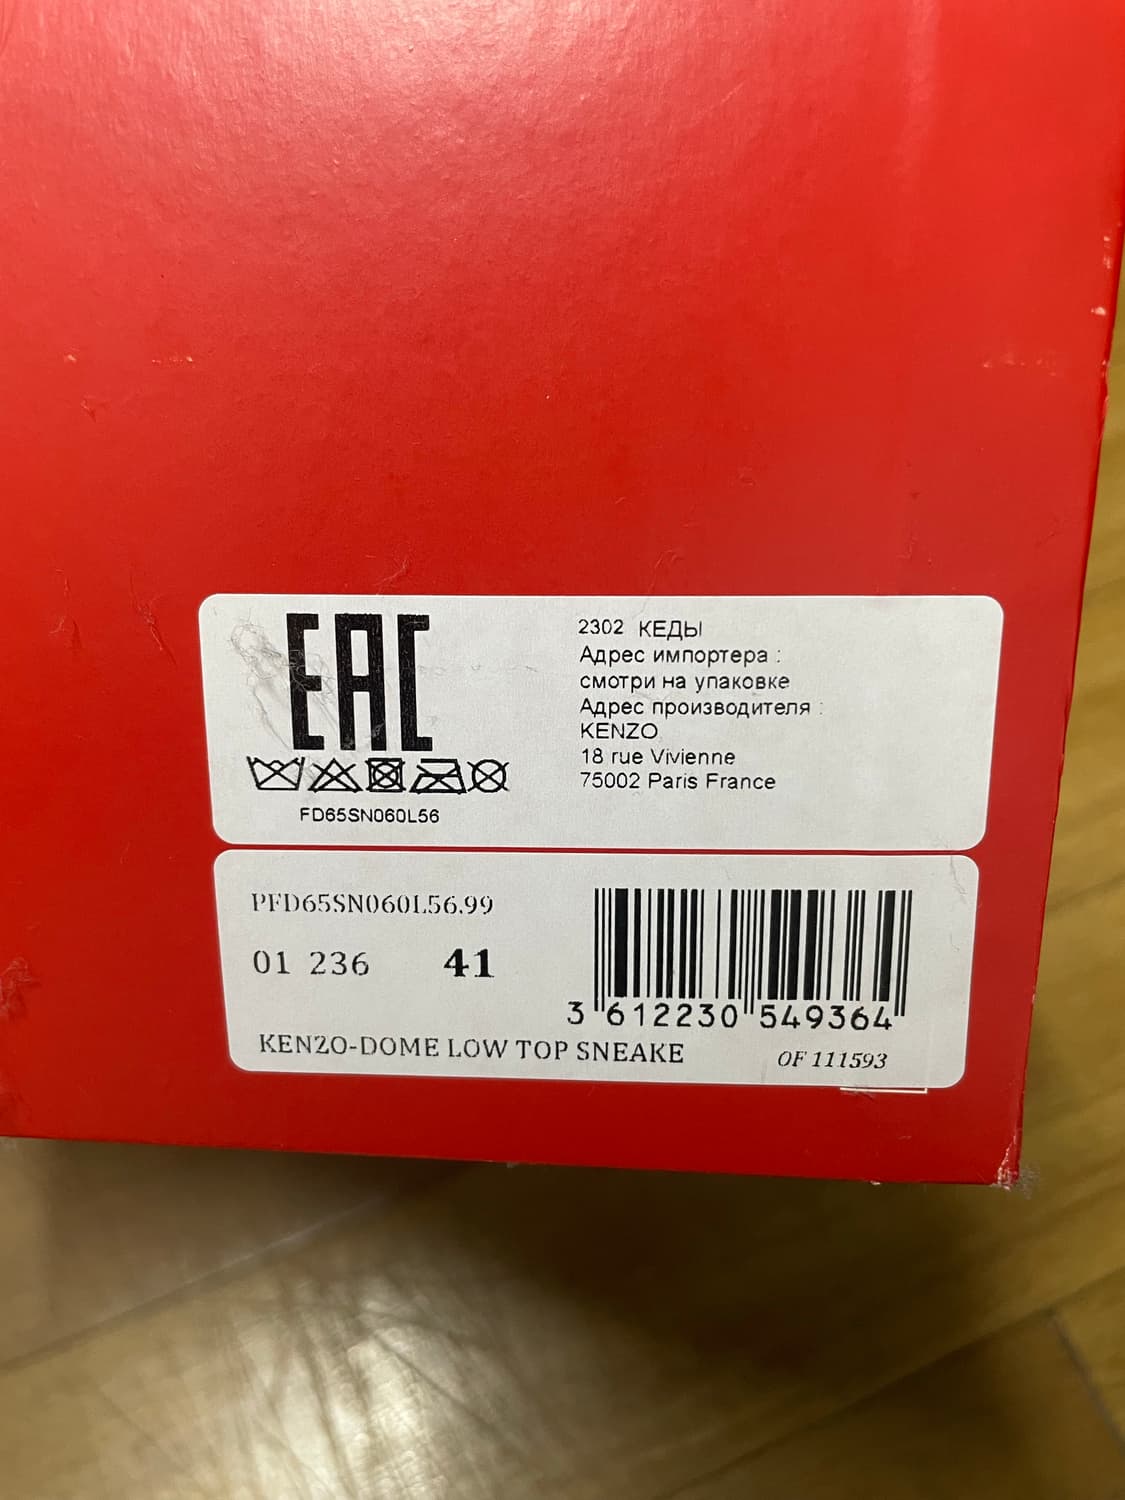 EAC
FD65SN060L56
2302 КЕДЫ
Адрес импортера :
смотри на упаковке
Адрес производителя :
KENZO
18 rue Vivienne
75002 Paris France
PFD65SN060L56.99
01 236 41
3 612230 549364
KENZO-DOME LOW TOP SNEAKE
OF 111593